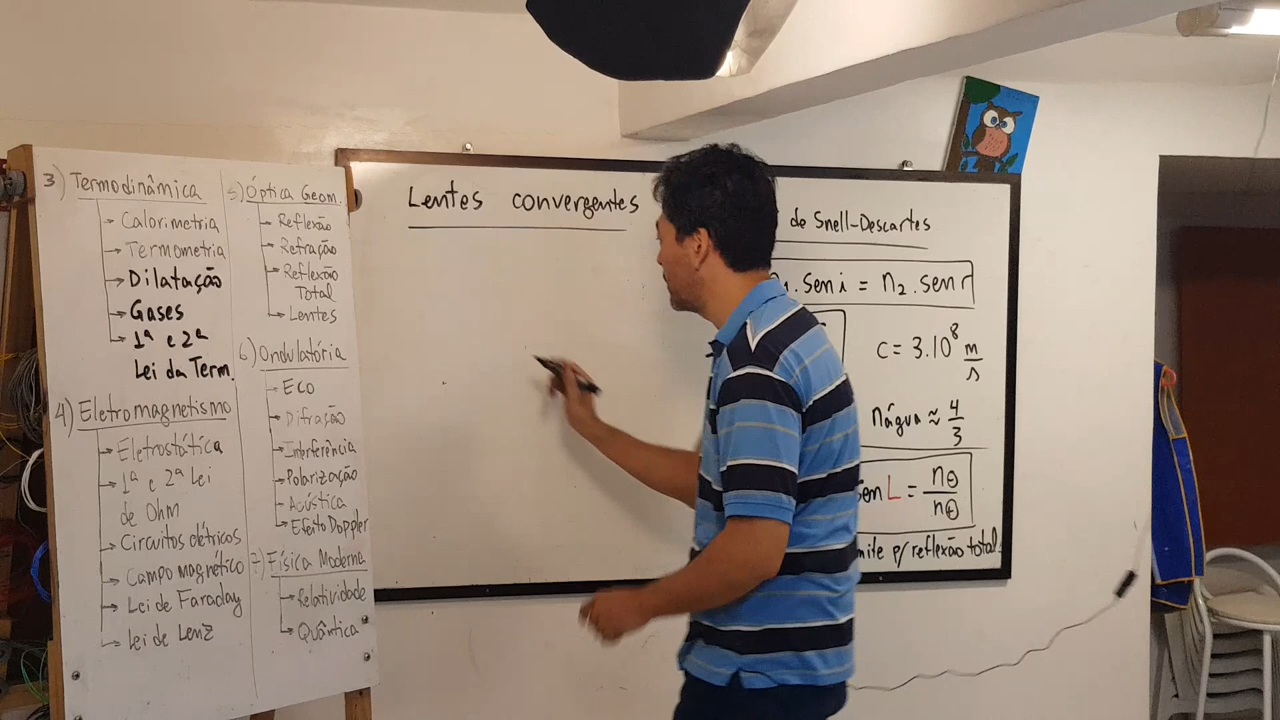 3) Termodinâmica
Calorimetria
Termometria
Dilatação
Gases
1ª e 2ª
Lei da Term.
4) Eletromagnetismo
Eletrostática
1ª e 2ª Lei
de Ohm
Circuitos elétricos
Campo magnético
Lei de Faraday
Lei de Lenz
5) Óptica Geom.
Reflexão
Refração
Reflexão
Total
Lentes
6) Ondulatória
Eco
Difração
Interferência
Polarização
Acústica
Efeito Doppler
7) Física Moderna
Relatividade
Quântica
Lentes convergentes
de Snell-Descartes
. sen i = n2 . sen r
c = 3.10⁸ m/s
nágua ≈ 4/3
en L = n⊖/n⊕
mite p/ reflexão total.